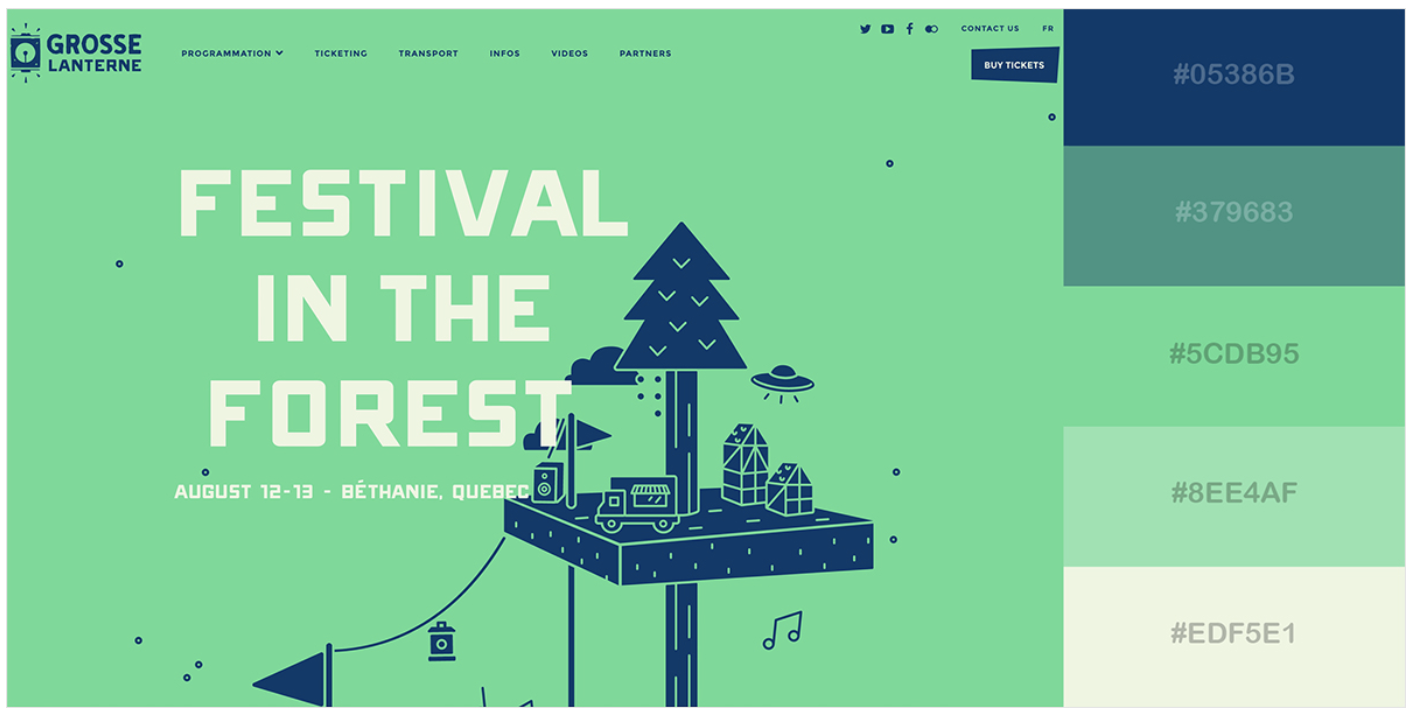 GROSSE
LANTERNE
PROGRAMMATION TICKETING TRANSPORT INFOS VIDEOS PARTNERS
CONTACT US FR
BUY TICKETS
FESTIVAL
IN THE
FOREST
AUGUST 12-13 - BÉTHANIE, QUEBEC
#05386B
#379683
#5CDB95
#8EE4AF
#EDF5E1